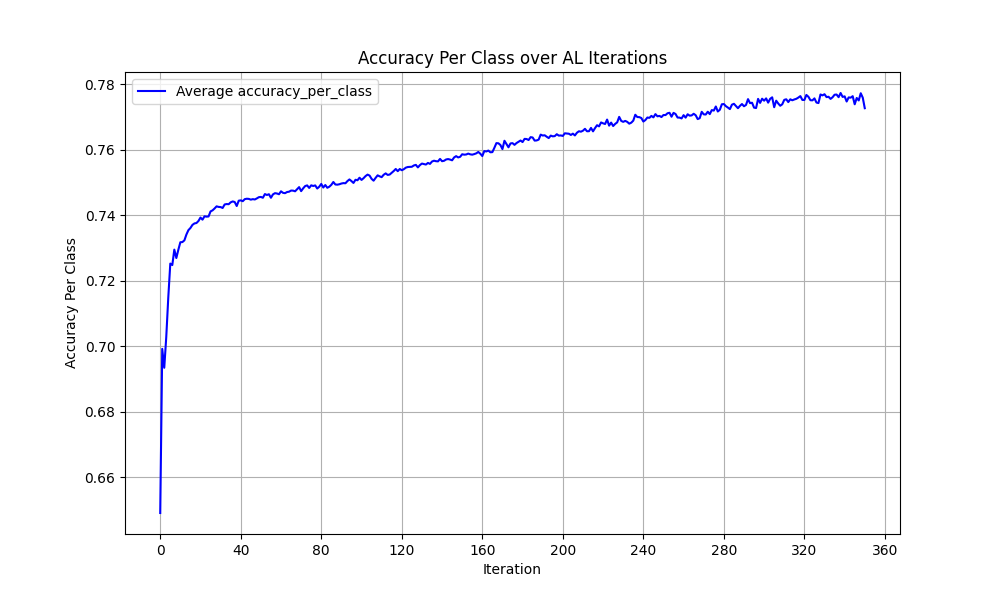 Accuracy Per Class over AL Iterations
Average accuracy_per_class
Accuracy Per Class
0.78
0.76
0.74
0.72
0.70
0.68
0.66
0 40 80 120 160 200 240 280 320 360
Iteration